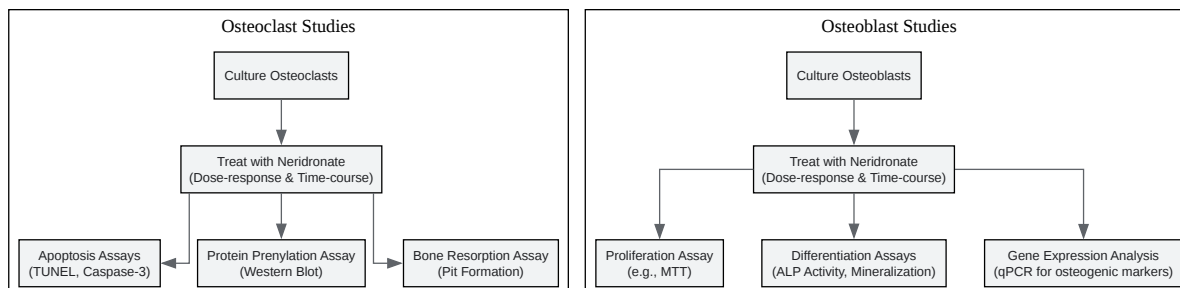 Osteoclast Studies
Culture Osteoclasts
Treat with Neridronate
(Dose-response & Time-course)
Apoptosis Assays
(TUNEL, Caspase-3)
Protein Prenylation Assay
(Western Blot)
Bone Resorption Assay
(Pit Formation)
Osteoblast Studies
Culture Osteoblasts
Treat with Neridronate
(Dose-response & Time-course)
Proliferation Assay
(e.g., MTT)
Differentiation Assays
(ALP Activity, Mineralization)
Gene Expression Analysis
(qPCR for osteogenic markers)